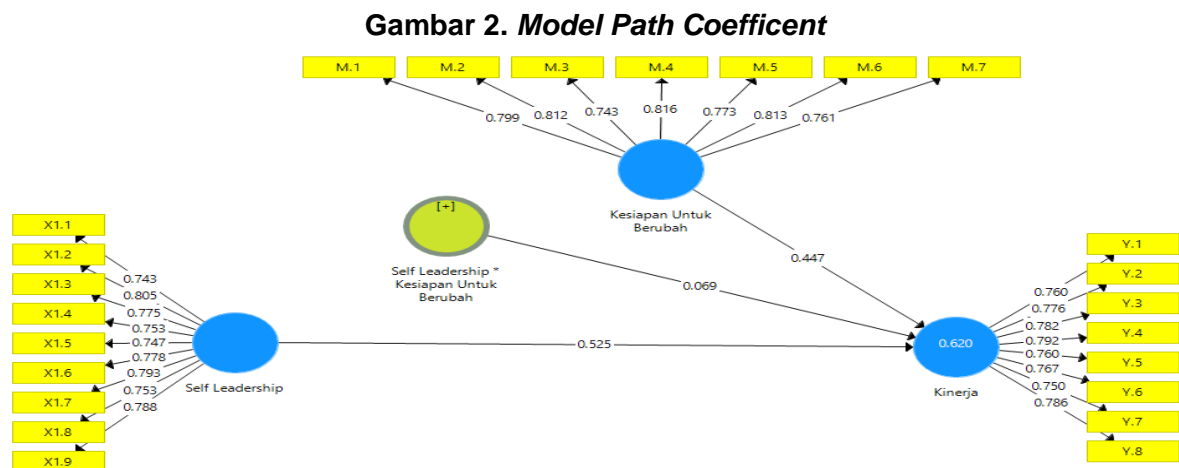 Gambar 2. Model Path Coefficent
M.1
M.2
M.3
M.4
M.5
M.6
M.7
0.799
0.812
0.743
0.816
0.773
0.813
0.761
Kesiapan Untuk
Berubah
[+]
Self Leadership *
Kesiapan Untuk
Berubah
0.447
0.069
0.525
X1.1
X1.2
X1.3
X1.4
X1.5
X1.6
X1.7
X1.8
X1.9
0.743
0.805
0.775
0.753
0.747
0.778
0.793
0.753
0.788
Self Leadership
0.620
Kinerja
0.760
0.776
0.782
0.792
0.760
0.767
0.750
0.786
Y.1
Y.2
Y.3
Y.4
Y.5
Y.6
Y.7
Y.8